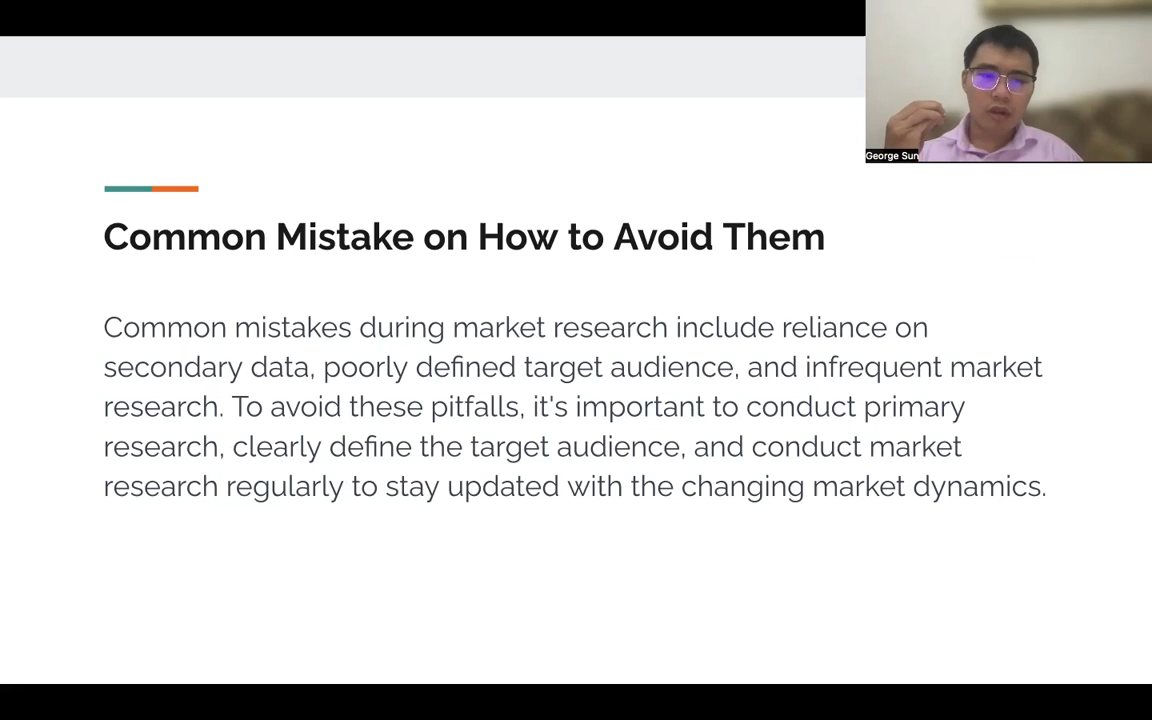 George Sun
Common Mistake on How to Avoid Them
Common mistakes during market research include reliance on
secondary data, poorly defined target audience, and infrequent market
research. To avoid these pitfalls, it's important to conduct primary
research, clearly define the target audience, and conduct market
research regularly to stay updated with the changing market dynamics.